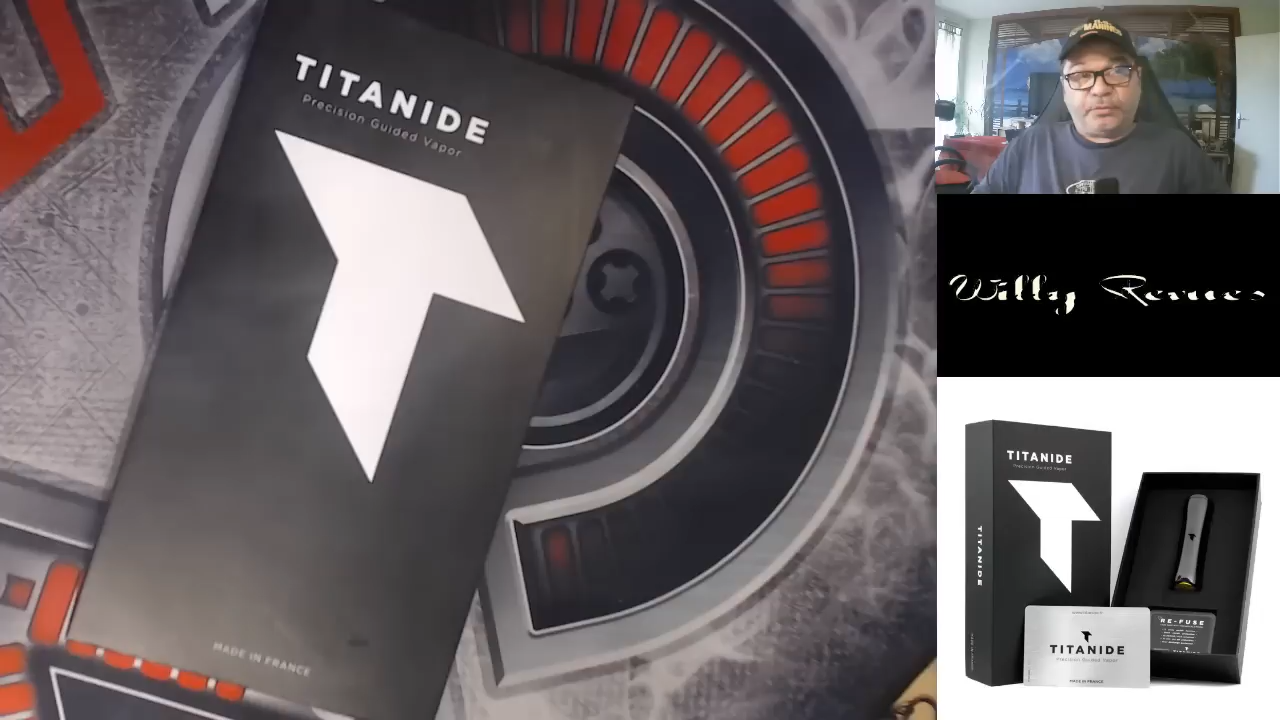 TITANIDE
Precision Guided Vapor
MADE IN FRANCE
MARINES
Willy Revues
TITANIDE
Precision Guided Vapor
TITANIDE
RE-FUSE
TITANIDE
Precision Guided Vapor
MADE IN FRANCE